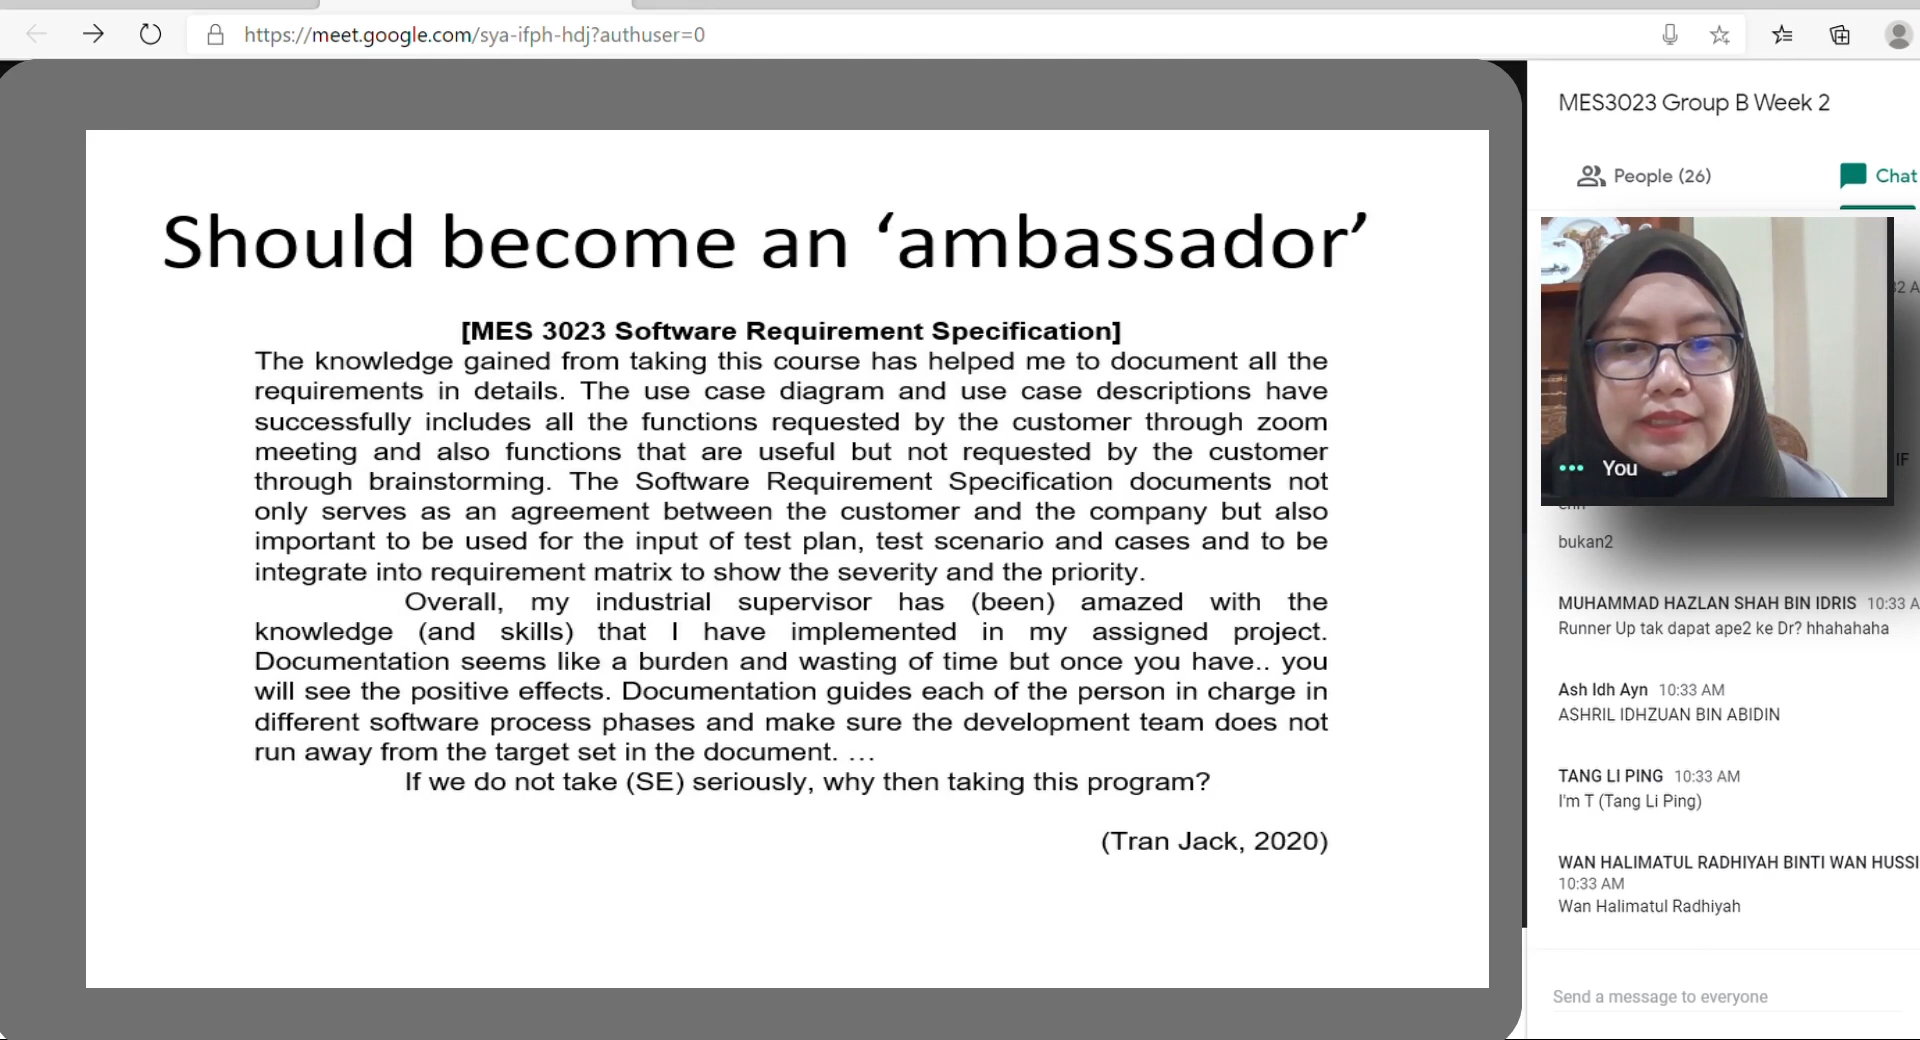 https://meet.google.com/sya-ifph-hdj?authuser=0
Should become an ‘ambassador’
[MES 3023 Software Requirement Specification]
The knowledge gained from taking this course has helped me to document all the
requirements in details. The use case diagram and use case descriptions have
successfully includes all the functions requested by the customer through zoom
meeting and also functions that are useful but not requested by the customer
through brainstorming. The Software Requirement Specification documents not
only serves as an agreement between the customer and the company but also
important to be used for the input of test plan, test scenario and cases and to be
integrate into requirement matrix to show the severity and the priority.
Overall, my industrial supervisor has (been) amazed with the
knowledge (and skills) that I have implemented in my assigned project.
Documentation seems like a burden and wasting of time but once you have.. you
will see the positive effects. Documentation guides each of the person in charge in
different software process phases and make sure the development team does not
run away from the target set in the document. …
If we do not take (SE) seriously, why then taking this program?
(Tran Jack, 2020)
MES3023 Group B Week 2
People (26)
Chat
You
bukan2
MUHAMMAD HAZLAN SHAH BIN IDRIS 10:33 A
Runner Up tak dapat ape2 ke Dr? hhahahaha
Ash Idh Ayn 10:33 AM
ASHRIL IDHZUAN BIN ABIDIN
TANG LI PING 10:33 AM
I'm T (Tang Li Ping)
WAN HALIMATUL RADHIYAH BINTI WAN HUSSI
10:33 AM
Wan Halimatul Radhiyah
Send a message to everyone